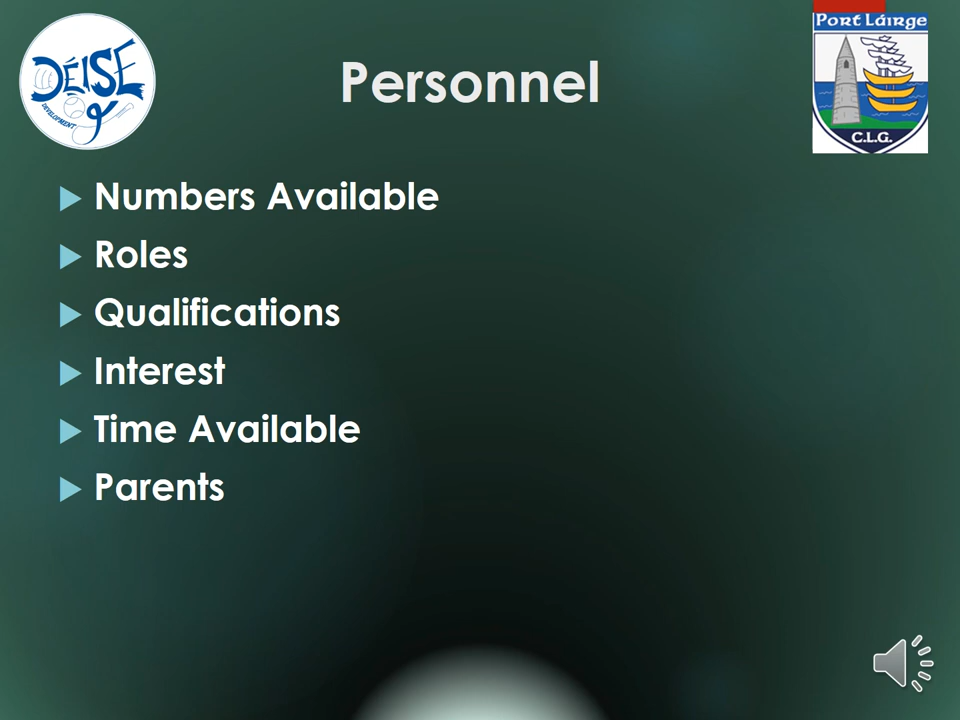 DÉISE
DEVELOPMENT
Personnel
Port Láirge
C.L.G.
Numbers Available
Roles
Qualifications
Interest
Time Available
Parents